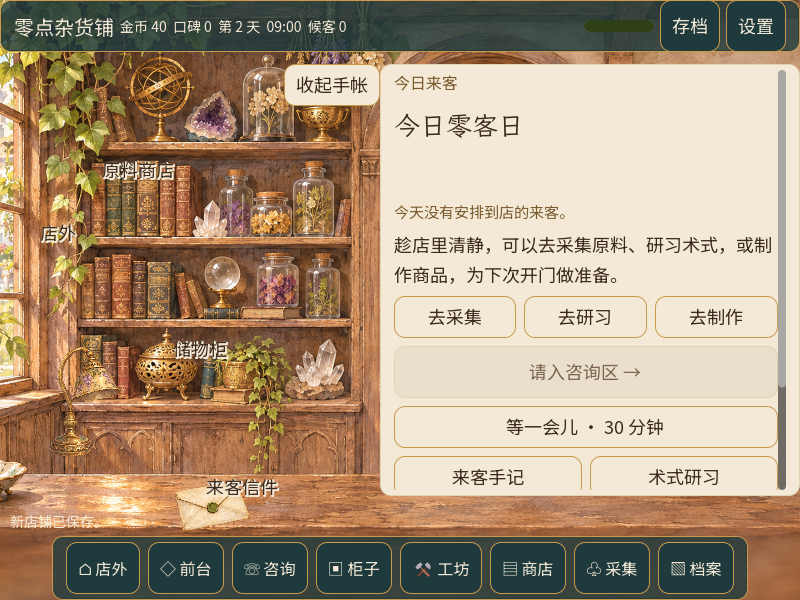 零点杂货铺 金币 40 口碑 0 第 2 天 09:00 候客 0
存档
设置
收起手帐
今日来客
今日零客日
原料商店
今天没有安排到店的来客。
店外
趁店里清静，可以去采集原料、研习术式，或制
作商品，为下次开门做准备。
去采集
去研习
去制作
储物柜
请入咨询区 →
等一会儿 · 30 分钟
来客手记
术式研习
来客信件
新店铺已保存。
店外
前台
咨询
柜子
工坊
商店
采集
档案